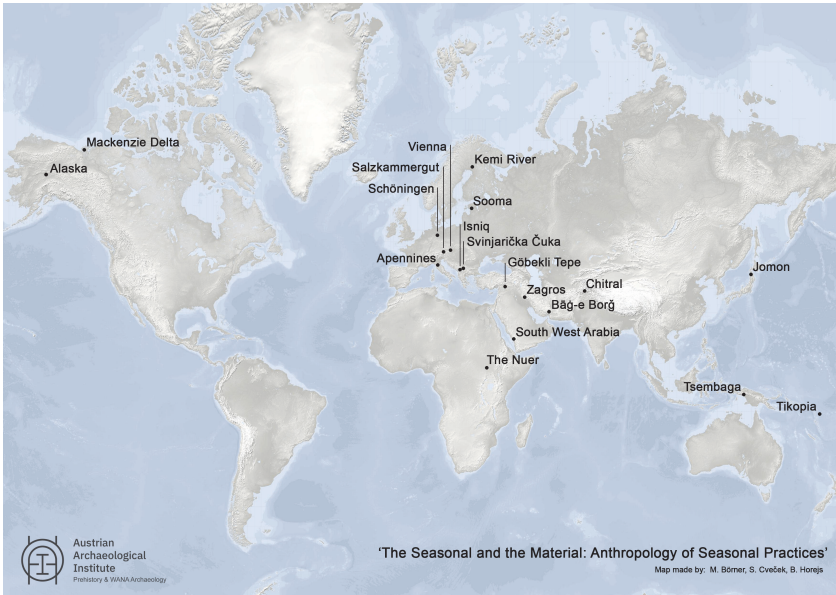 Vienna
Mackenzie Delta
Kemi River
Salzkammergut
Alaska
Schöningen
Sooma
Isniq
Svinjarička Čuka
Apennines
Göbekli Tepe
Jomon
Chitral
Zagros
Bāğ-e Borğ
South West Arabia
The Nuer
Tsembaga
Tikopia
Austrian
Archaeological
Institute
Prehistory & WANA Archaeology
'The Seasonal and the Material: Anthropology of Seasonal Practices'
Map made by: M. Börner, S. Cveček, B. Horejs